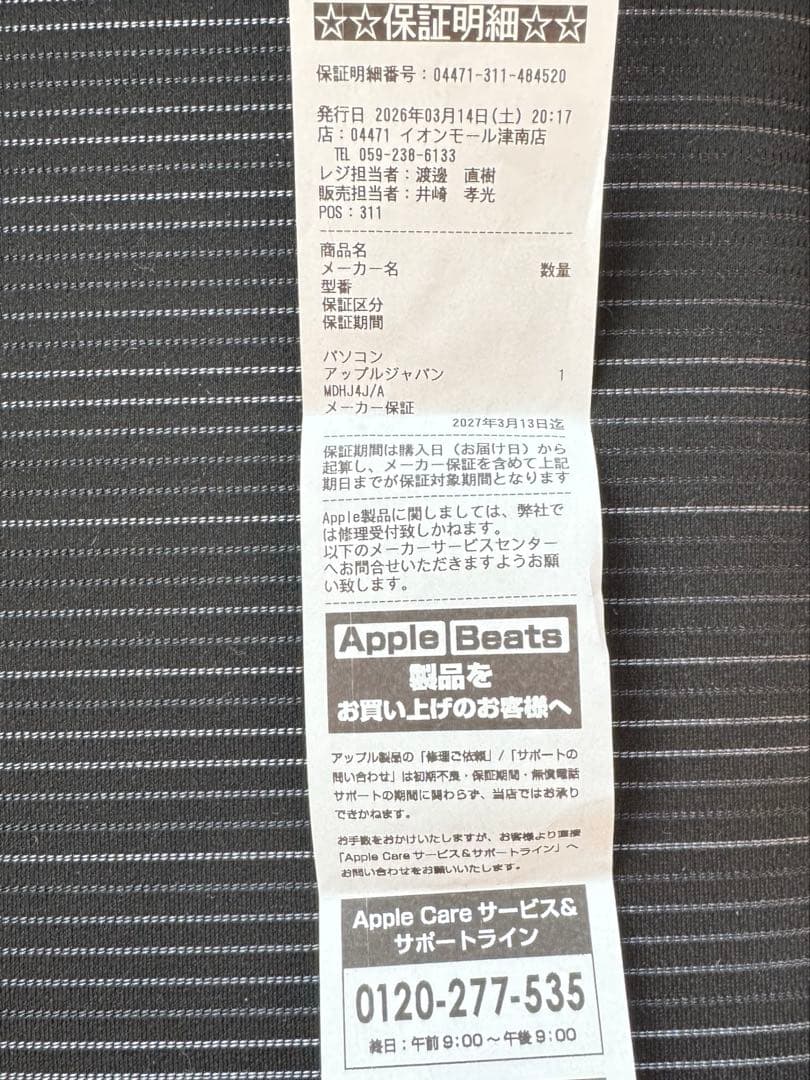 ☆☆保証明細☆☆
保証明細番号：04471-311-484520
発行日 2026年03月14日(土) 20:17
店：04471 イオンモール津南店
TEL 059-238-6133
レジ担当者：渡邊　直樹
販売担当者：井崎　孝光
POS：311
商品名
メーカー名 数量
型番
保証区分
保証期間
パソコン
アップルジャパン 1
MDHJ4J/A
メーカー保証
2027年3月13日迄
保証期間は購入日（お届け日）から
起算し、メーカー保証を含めて上記
期日までが保証対象期間となります
Apple製品に関しましては、弊社で
は修理受付致しかねます。
以下のメーカーサービスセンター
へお問合せいただきますようお願
い致します。
Apple Beats
製品を
お買い上げのお客様へ
アップル製品の「修理ご依頼」/「サポートの
問い合わせ」は初期不良・保証期間・無償電話
サポートの期間に関わらず、当店ではお承り
できかねます。
お手数をおかけいたしますが、お客様より直接
「Apple Care サービス&サポートライン」へ
お問い合わせをお願いいたします。
Apple Care サービス&
サポートライン
0120-277-535
終日：午前9:00～午後9:00